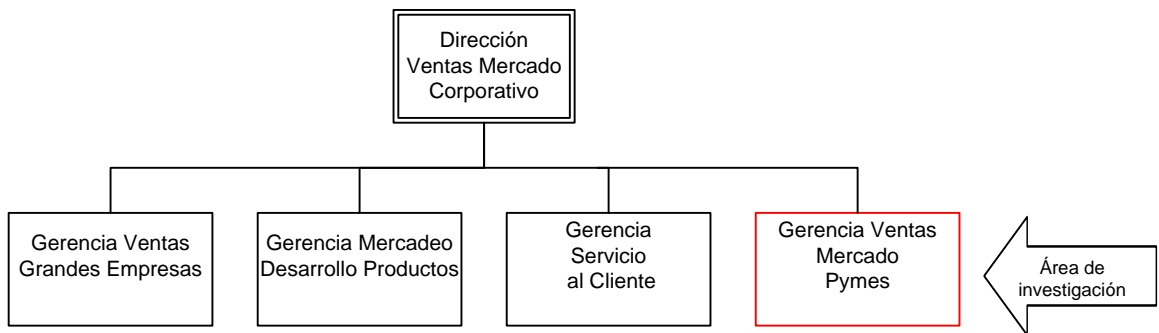 Dirección
Ventas Mercado
Corporativo
Gerencia Ventas
Grandes Empresas
Gerencia Mercadeo
Desarrollo Productos
Gerencia
Servicio
al Cliente
Gerencia Ventas
Mercado
Pymes
Área de
investigación